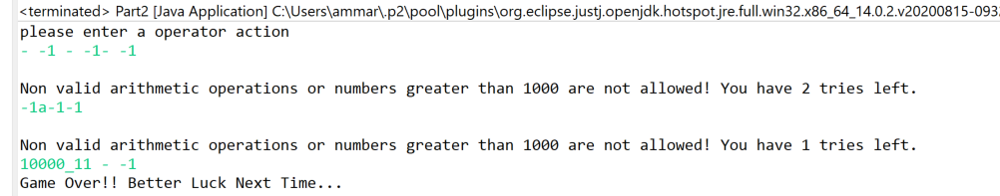 <terminated> Part2 [Java Application] C:\Users\ammar\.p2\pool\plugins\org.eclipse.justj.openjdk.hotspot.jre.full.win32.x86_64_14.0.2.v20200815-093
please enter a operator action
- -1 - -1- -1
Non valid arithmetic operations or numbers greater than 1000 are not allowed! You have 2 tries left.
-1a-1-1
Non valid arithmetic operations or numbers greater than 1000 are not allowed! You have 1 tries left.
10000_11 - -1
Game Over!! Better Luck Next Time...